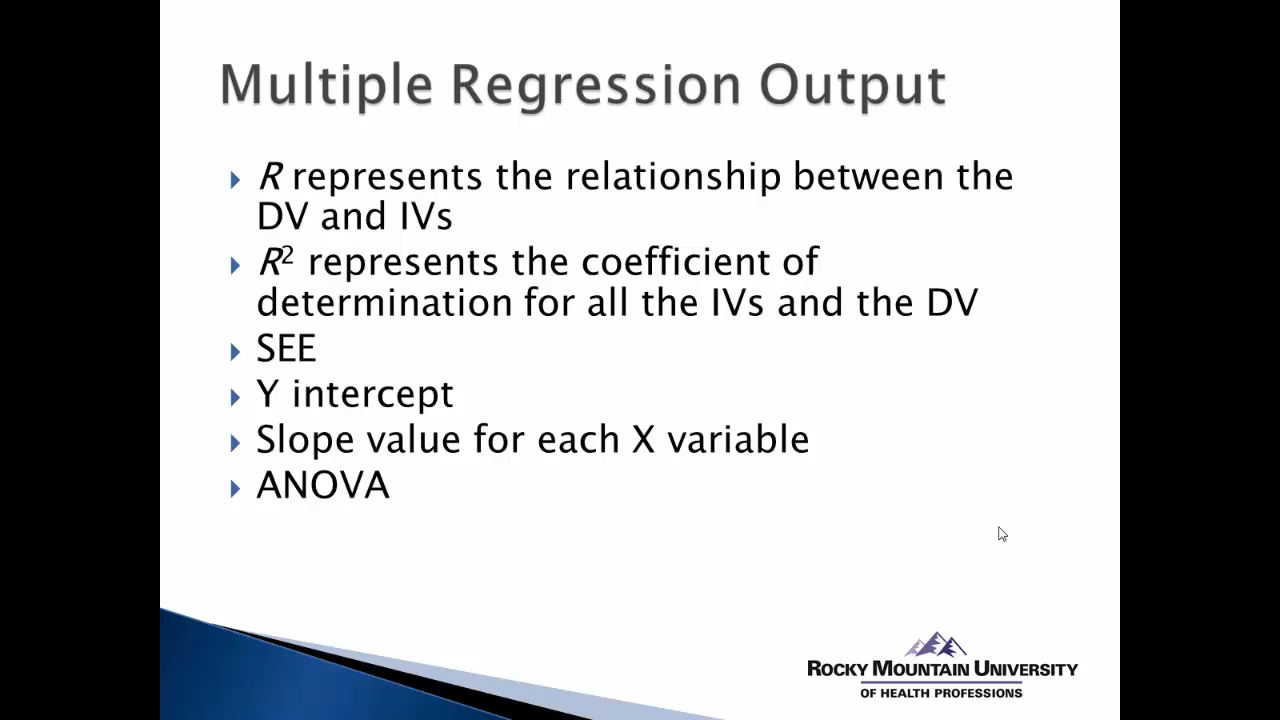 Multiple Regression Output
R represents the relationship between the
DV and IVs
R² represents the coefficient of
determination for all the IVs and the DV
SEE
Y intercept
Slope value for each X variable
ANOVA
ROCKY MOUNTAIN UNIVERSITY
OF HEALTH PROFESSIONS